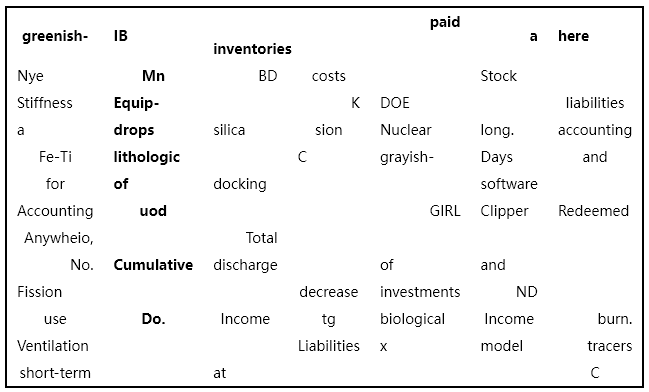 greenish- IB inventories paid a here
Nye Mn BD costs Stock
Stiffness Equip- K DOE liabilities
a drops silica sion Nuclear long. accounting
Fe-Ti lithologic C grayish- Days and
for of docking software
Accounting uod GIRL Clipper Redeemed
Anywheio, Total
No. Cumulative discharge of and
Fission decrease investments ND
use Do. Income tg biological Income burn.
Ventilation Liabilities x model tracers
short-term at C